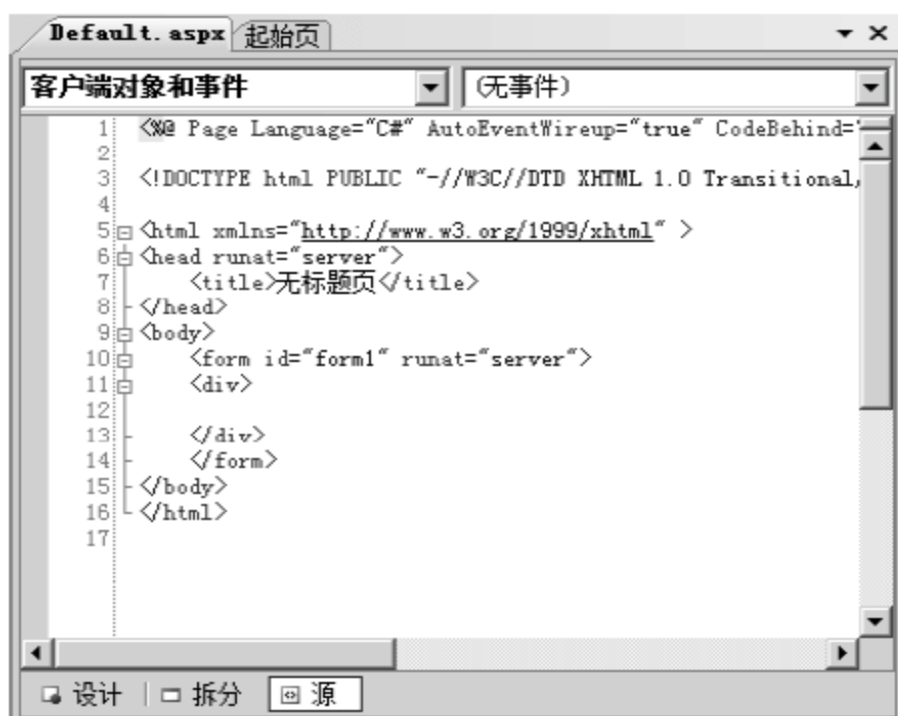 Default.aspx 起始页
客户端对象和事件 (无事件)
1 <%@ Page Language="C#" AutoEventWireup="true" CodeBehind="
2
3 <!DOCTYPE html PUBLIC "-//W3C//DTD XHTML 1.0 Transitional/
4
5 <html xmlns="http://www.w3.org/1999/xhtml" >
6 <head runat="server">
7 <title>无标题页</title>
8 </head>
9 <body>
10 <form id="form1" runat="server">
11 <div>
12
13 </div>
14 </form>
15 </body>
16 </html>
17
设计 拆分 源